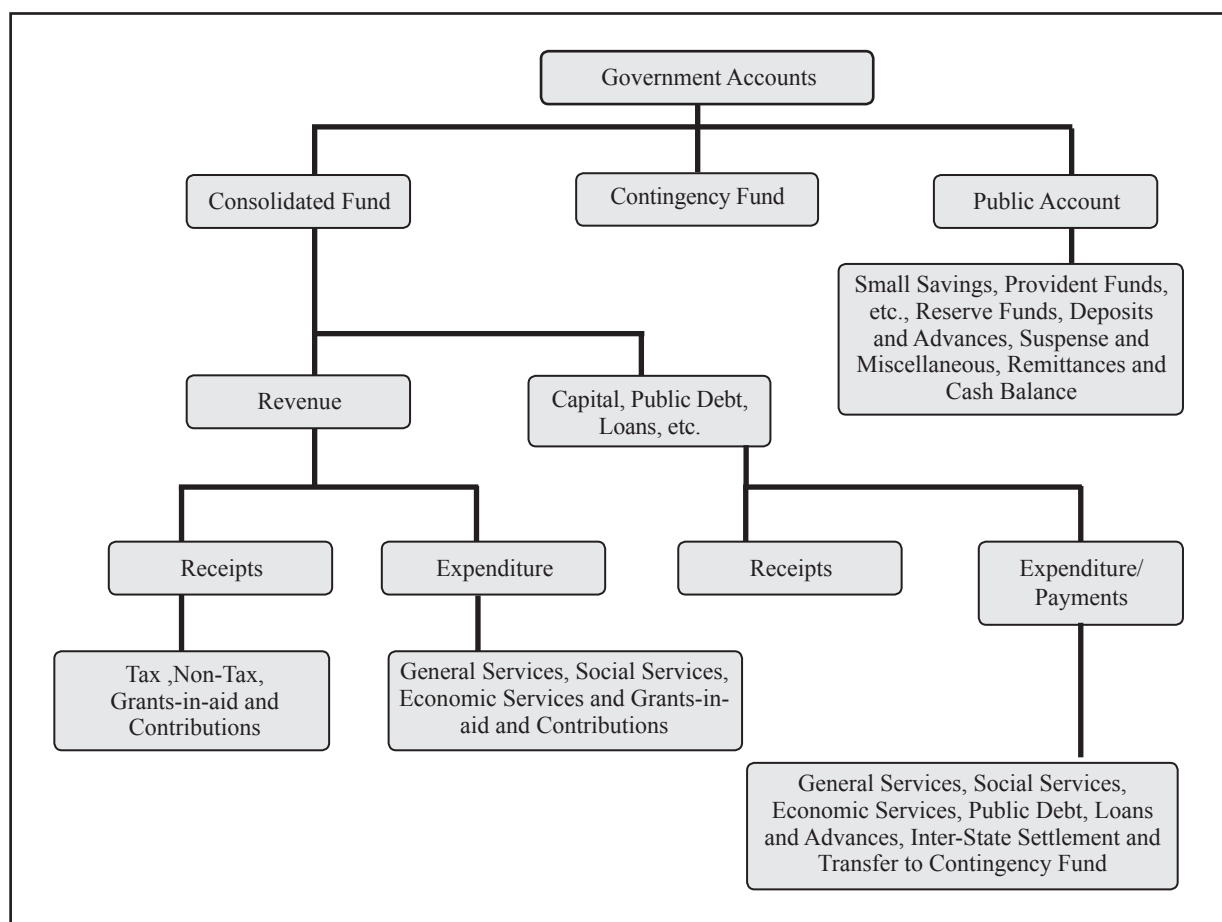 Government Accounts
Consolidated Fund
Contingency Fund
Public Account
Small Savings, Provident Funds,
etc., Reserve Funds, Deposits
and Advances, Suspense and
Miscellaneous, Remittances and
Cash Balance
Revenue
Capital, Public Debt,
Loans, etc.
Receipts
Expenditure
Receipts
Expenditure/
Payments
Tax ,Non-Tax,
Grants-in-aid and
Contributions
General Services, Social Services,
Economic Services and Grants-in-
aid and Contributions
General Services, Social Services,
Economic Services, Public Debt, Loans
and Advances, Inter-State Settlement and
Transfer to Contingency Fund